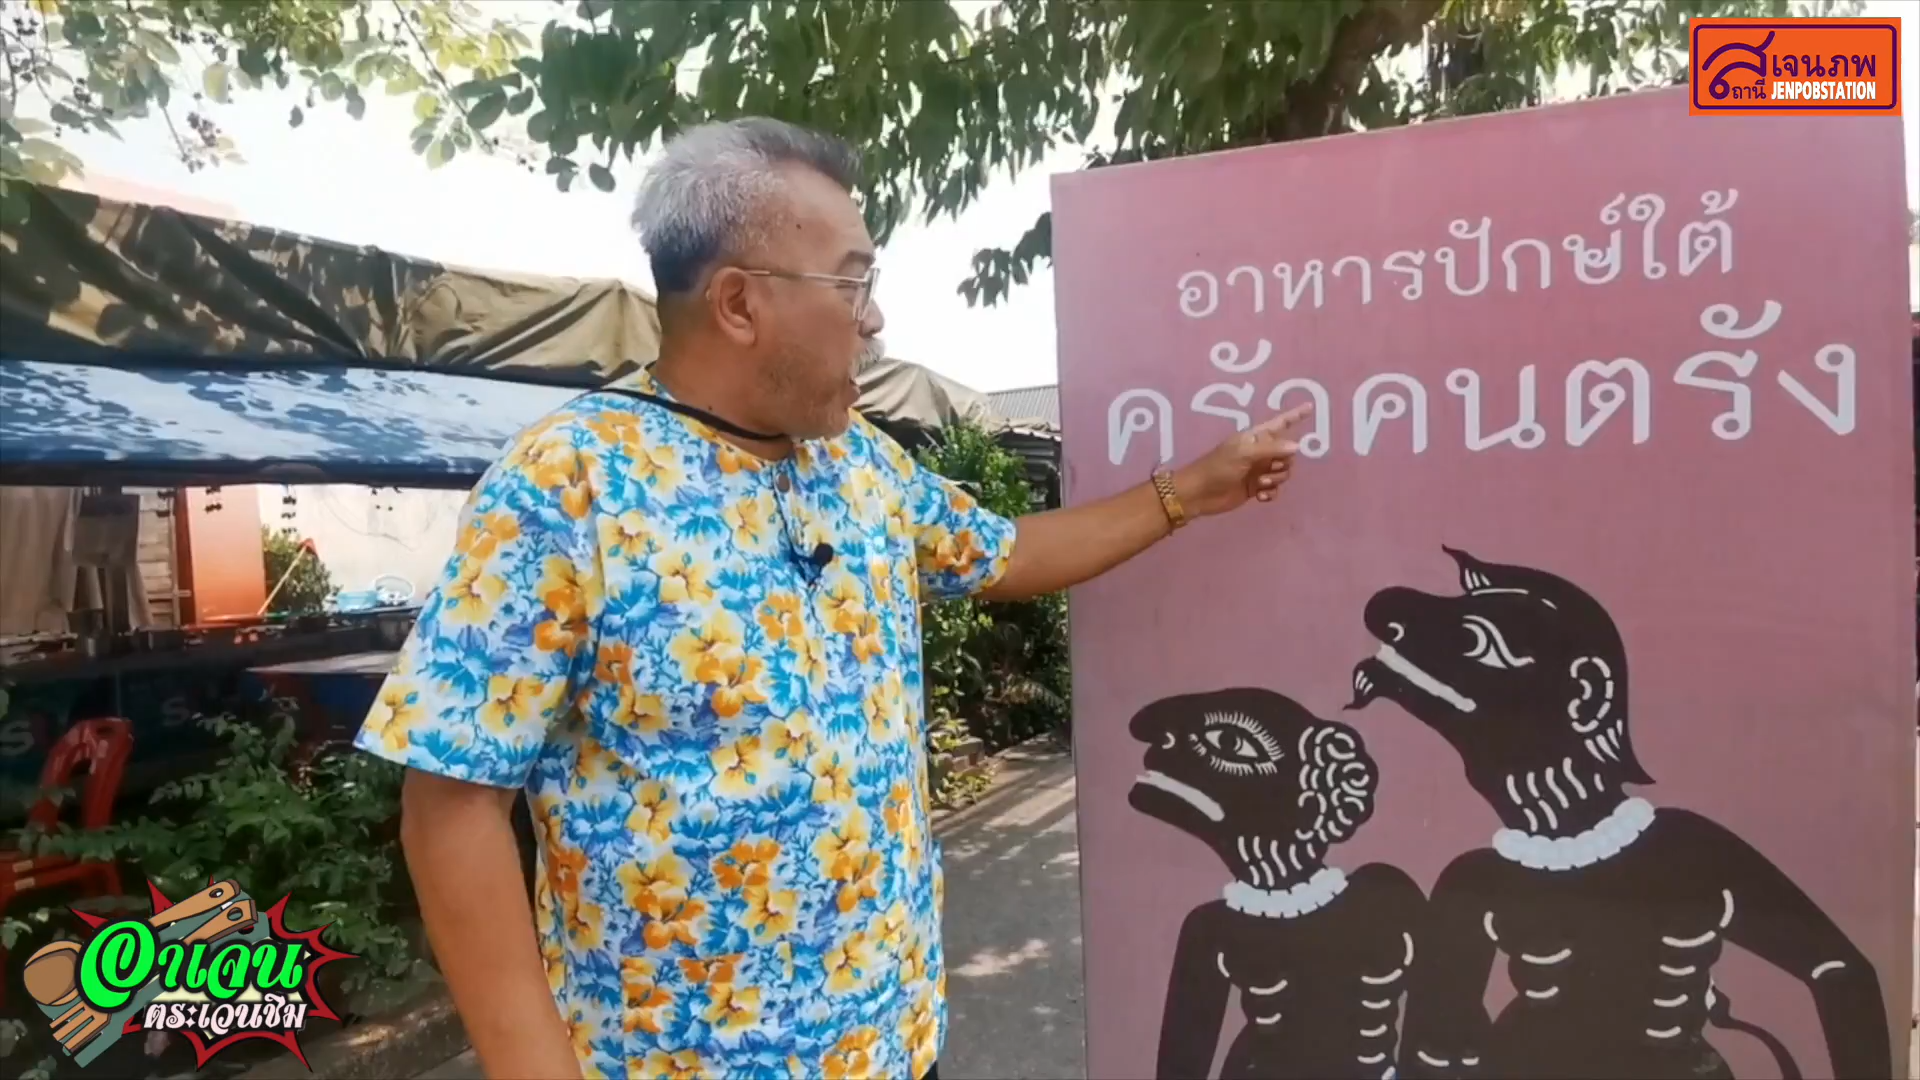 สถานี
เจนภพ
JENPOBSTATION
อาหารปักษ์ใต้
ครัวคนตรัง
อาเจน
ตระเวนชิม